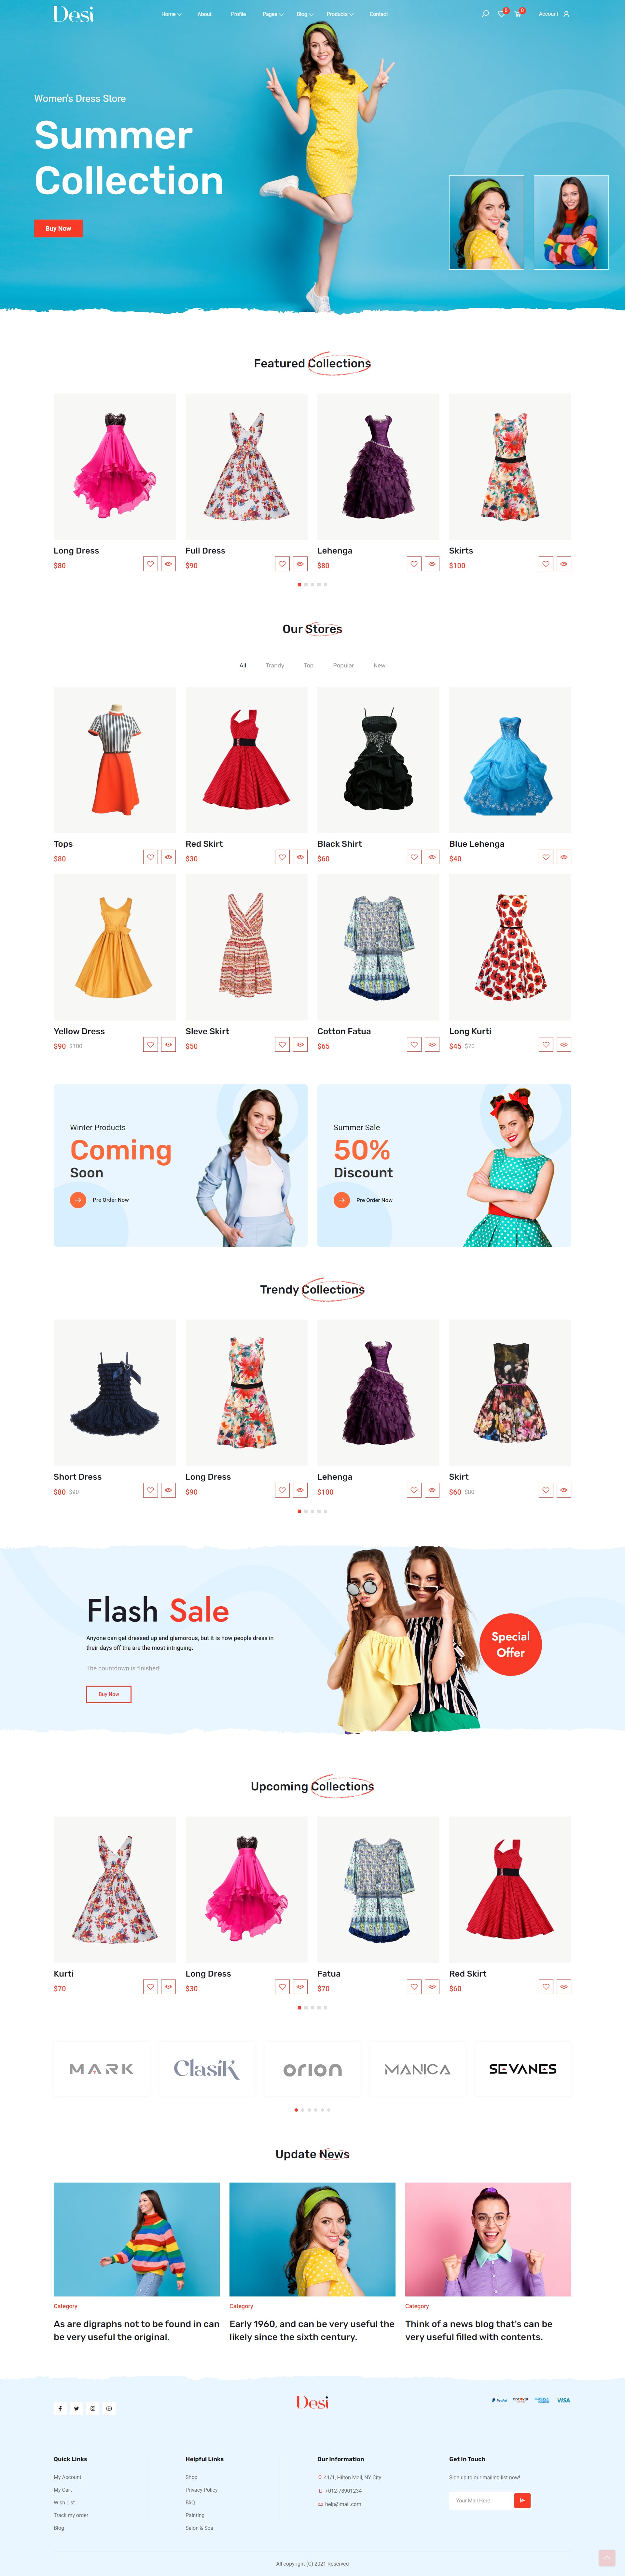 Desi
Home
About
Profile
Pages
Blog
Products
Contact
0
0
Account
Women's Dress Store
Summer
Collection
Buy Now
Featured Collections
Long Dress
$80
Full Dress
$90
Lehenga
$80
Skirts
$100
Our Stores
All
Trendy
Top
Popular
New
Tops
$80
Red Skirt
$30
Black Shirt
$60
Blue Lehenga
$40
Yellow Dress
$90 $100
Sleve Skirt
$50
Cotton Fatua
$65
Long Kurti
$45 $70
Winter Products
Coming
Soon
Pre Order Now
Summer Sale
50%
Discount
Pre Order Now
Trendy Collections
Short Dress
$80 $90
Long Dress
$90
Lehenga
$100
Skirt
$60 $80
Flash Sale
Anyone can get dressed up and glamorous, but it is how people dress in
their days off tha are the most intriguing.
The countdown is finished!
Buy Now
Special
Offer
Upcoming Collections
Kurti
$70
Long Dress
$30
Fatua
$70
Red Skirt
$60
MARK
ClasiK
orion
MANICA
SEVANES
Update News
Category
As are digraphs not to be found in can
be very useful the original.
Category
Early 1960, and can be very useful the
likely since the sixth century.
Category
Think of a news blog that's can be
very useful filled with contents.
Desi
PayPal
DISCOVER
VISA
Quick Links
My Account
My Cart
Wish List
Track my order
Blog
Helpful Links
Shop
Privacy Policy
FAQ
Painting
Salon & Spa
Our Information
41/1, Hilton Mall, NY City
+012-78901234
help@mail.com
Get In Touch
Sign up to our mailing list now!
Your Mail Here
All copyright (C) 2021 Reserved